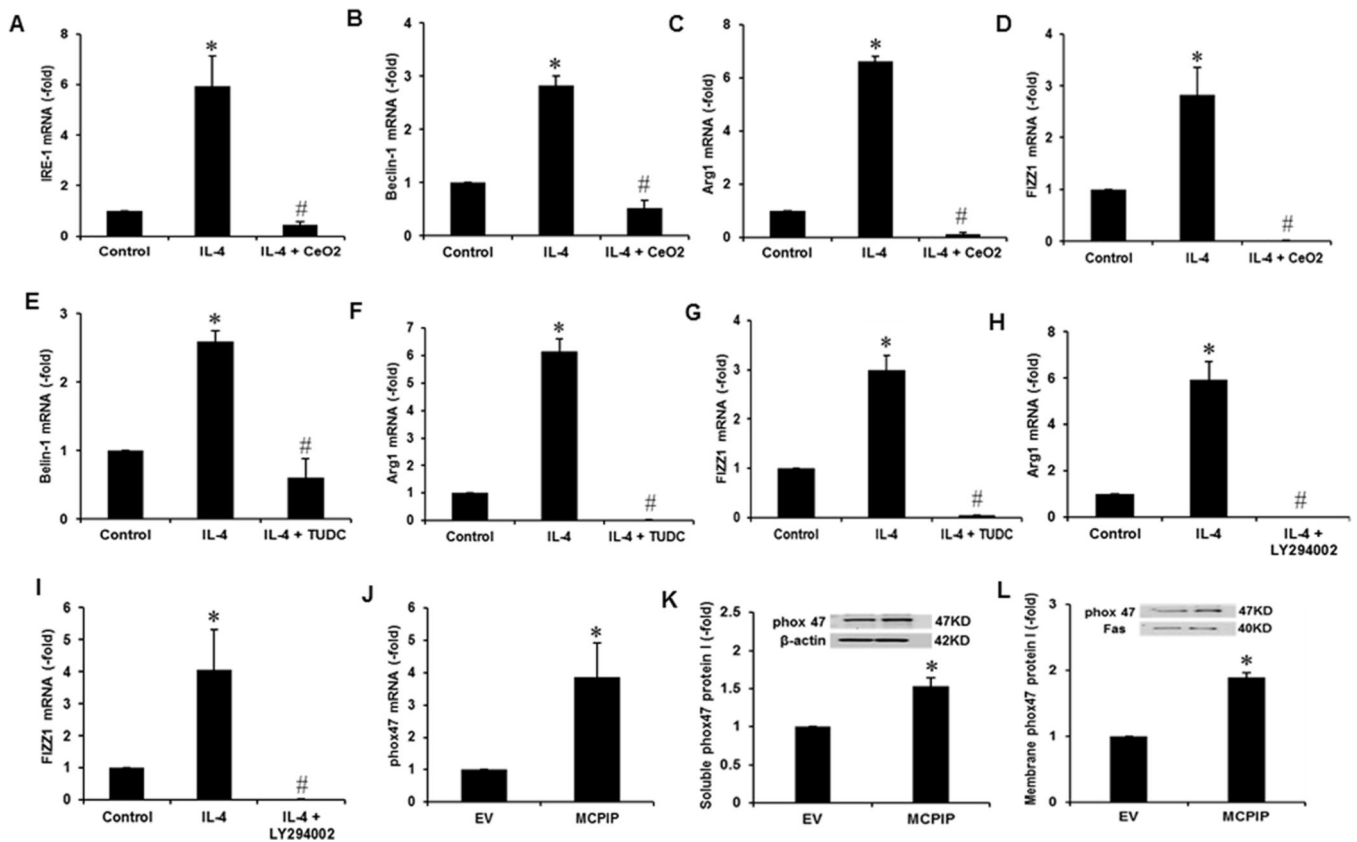 A
IRE-1 mRNA (-fold)
8
6
4
2
0
*
#
Control IL-4 IL-4 + CeO2
B
Beclin-1 mRNA (-fold)
4
3
2
1
0
*
#
Control IL-4 IL-4 + CeO2
C
Arg1 mRNA (-fold)
8
6
4
2
0
*
#
Control IL-4 IL-4 + CeO2
D
FIZZ1 mRNA (-fold)
4
3
2
1
0
*
#
Control IL-4 IL-4 + CeO2
E
Belin-1 mRNA (-fold)
3
2
1
0
*
#
Control IL-4 IL-4 + TUDC
F
Arg1 mRNA (-fold)
7
6
5
4
3
2
1
0
*
#
Control IL-4 IL-4 + TUDC
G
FIZZ1 mRNA (-fold)
4
3
2
1
0
*
#
Control IL-4 IL-4 + TUDC
H
Arg1 mRNA (-fold)
8
6
4
2
0
*
#
Control IL-4 IL-4 +
LY294002
I
FIZZ1 mRNA (-fold)
6
5
4
3
2
1
0
*
#
Control IL-4 IL-4 +
LY294002
J
phox47 mRNA (-fold)
6
5
4
3
2
1
0
*
EV MCPIP
K
Soluble phox47 protein I (-fold)
2.5
2
1.5
1
0.5
0
phox 47 47KD
β-actin 42KD
*
EV MCPIP
L
Membrane phox47 protein I (-fold)
3
2
1
0
phox 47 47KD
Fas 40KD
*
EV MCPIP